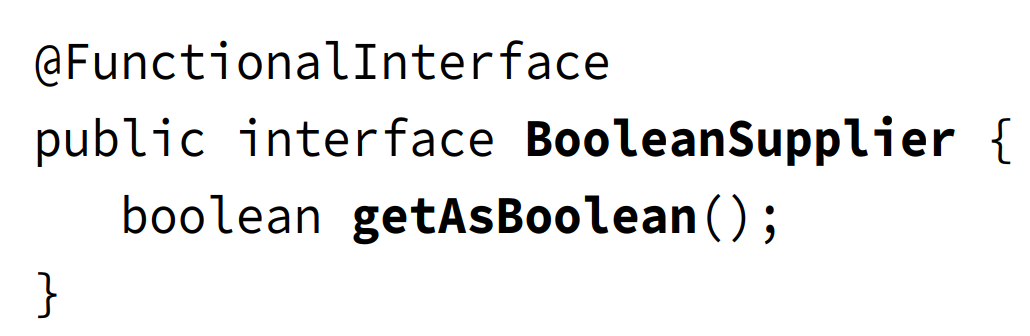 @FunctionalInterface
public interface BooleanSupplier {
   boolean getAsBoolean();
}